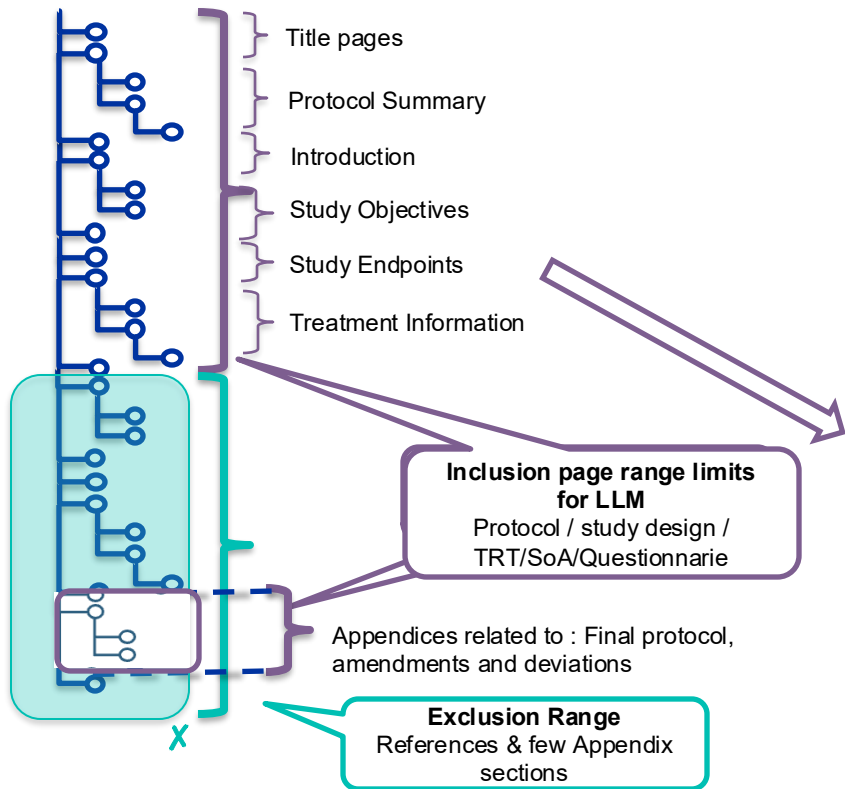 Title pages
Protocol Summary
Introduction
Study Objectives
Study Endpoints
Treatment Information
Inclusion page range limits
for LLM
Protocol / study design /
TRT/SoA/Questionnarie
Appendices related to : Final protocol,
amendments and deviations
Exclusion Range
References & few Appendix
sections
x